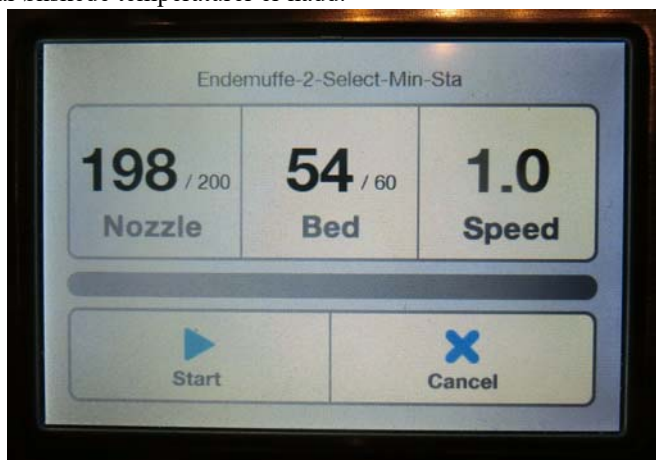 Endemuffe-2-Select-Min-Sta
198 / 200
Nozzle
54 / 60
Bed
1.0
Speed
Start
Cancel